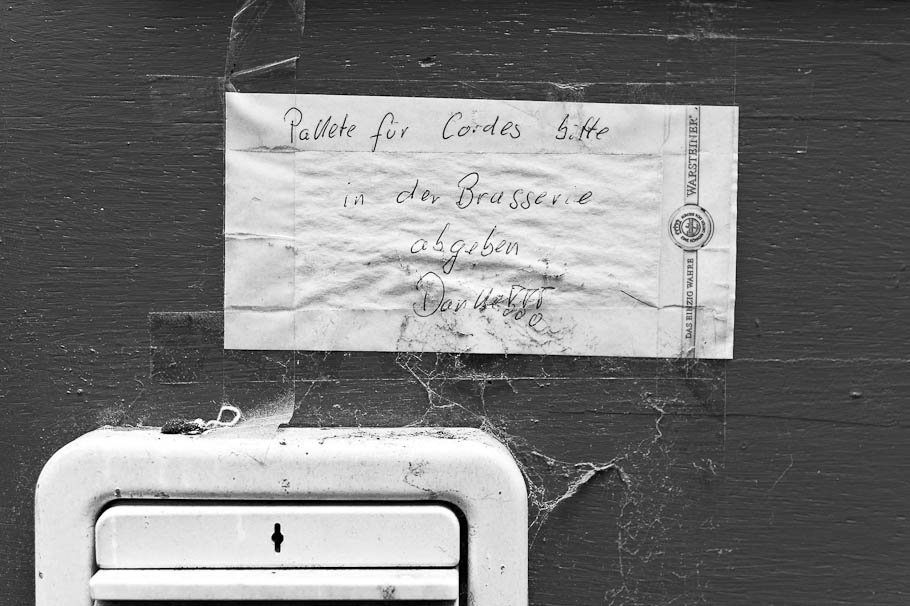 Pallete für Cordes bitte
in der Brasserie
abgeben
Danke!!!
WARSTEINER
DAS EINZIG WAHRE